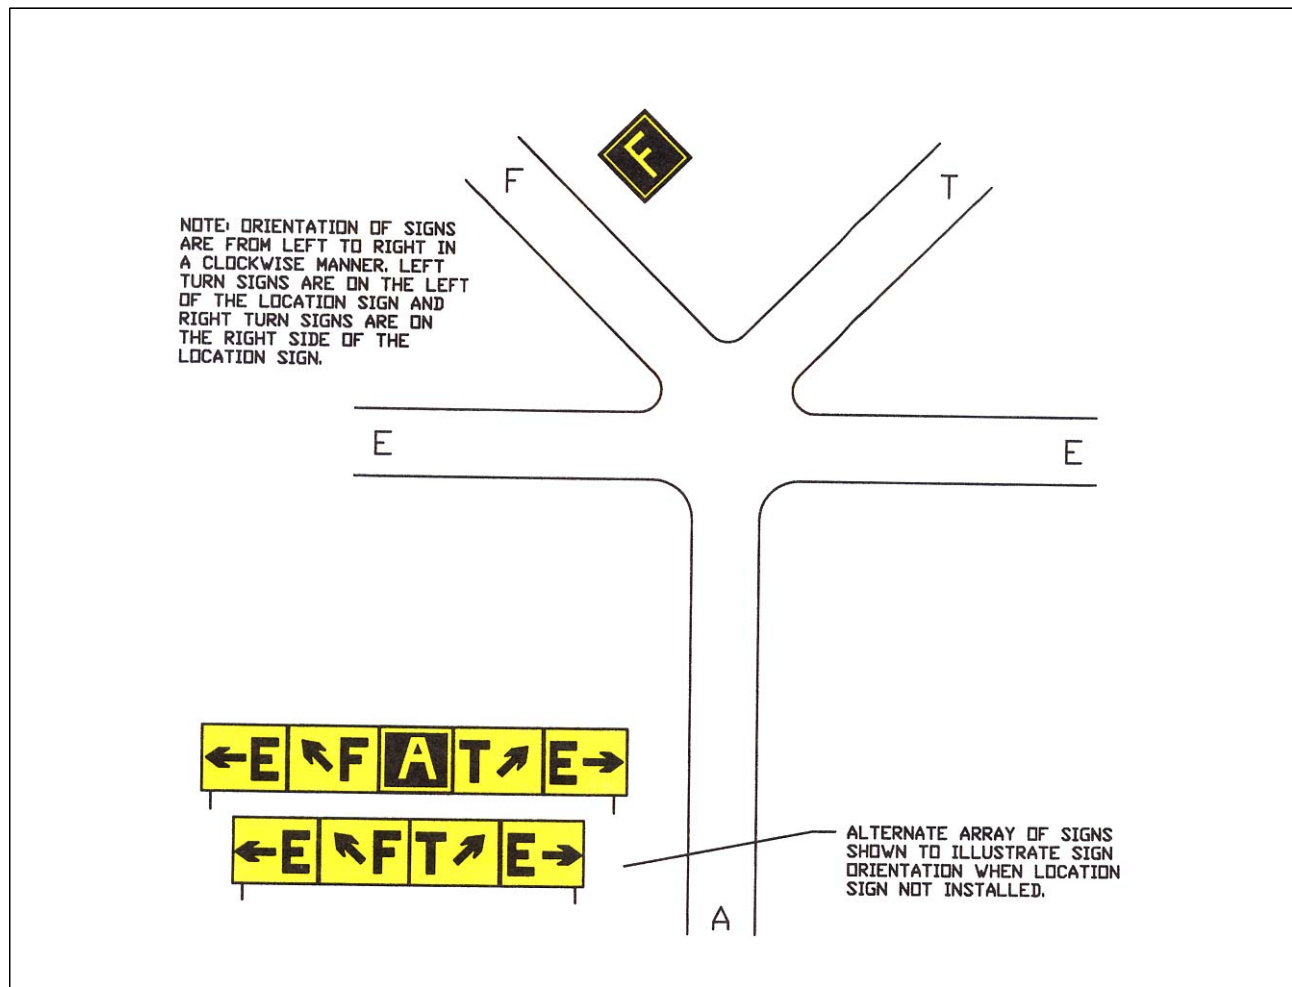 F
F
T
NOTE: ORIENTATION OF SIGNS
ARE FROM LEFT TO RIGHT IN
A CLOCKWISE MANNER. LEFT
TURN SIGNS ARE ON THE LEFT
OF THE LOCATION SIGN AND
RIGHT TURN SIGNS ARE ON
THE RIGHT SIDE OF THE
LOCATION SIGN.
E
E
←E ↖F A T↗ E→
←E ↖F T↗ E→
ALTERNATE ARRAY OF SIGNS
SHOWN TO ILLUSTRATE SIGN
ORIENTATION WHEN LOCATION
SIGN NOT INSTALLED.
A